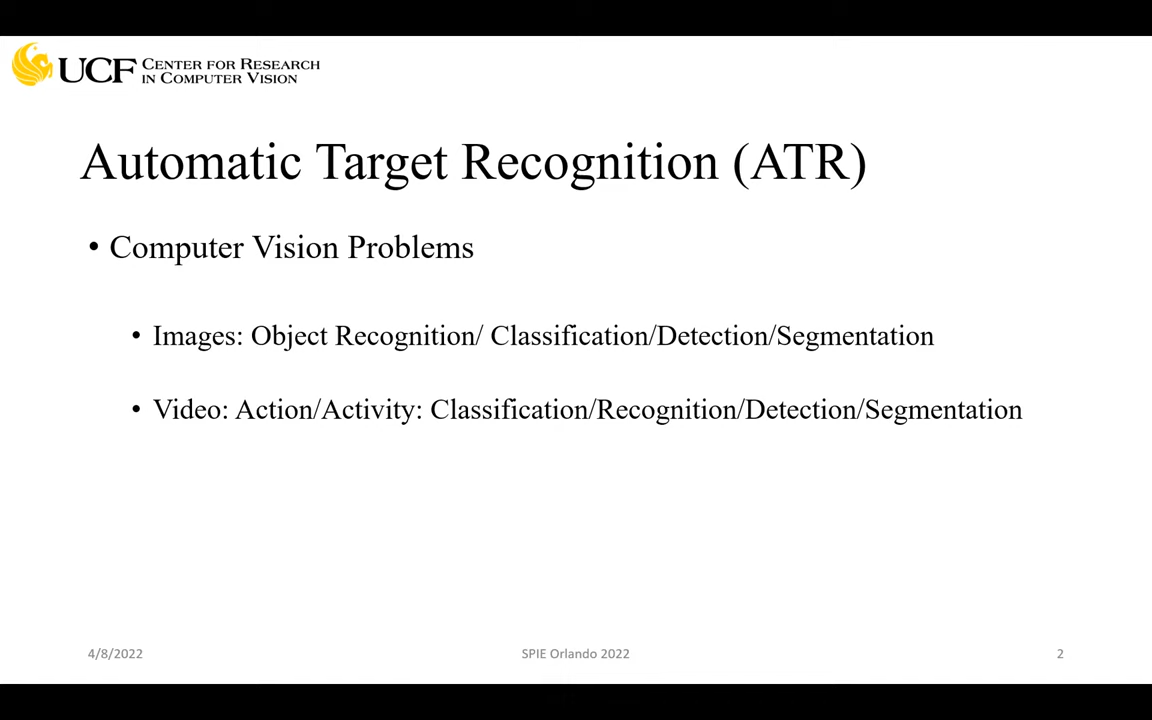 UCF CENTER FOR RESEARCH
IN COMPUTER VISION
Automatic Target Recognition (ATR)
• Computer Vision Problems
• Images: Object Recognition/ Classification/Detection/Segmentation
• Video: Action/Activity: Classification/Recognition/Detection/Segmentation
4/8/2022 SPIE Orlando 2022 2